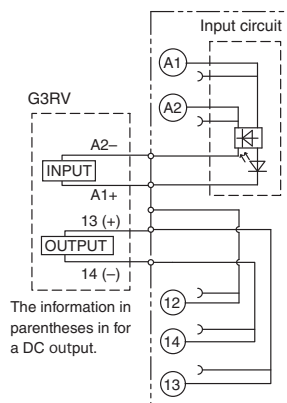 Input circuit
A1
A2
G3RV
A2–
INPUT
A1+
13 (+)
OUTPUT
14 (–)
The information in
parentheses in for
a DC output.
12
14
13